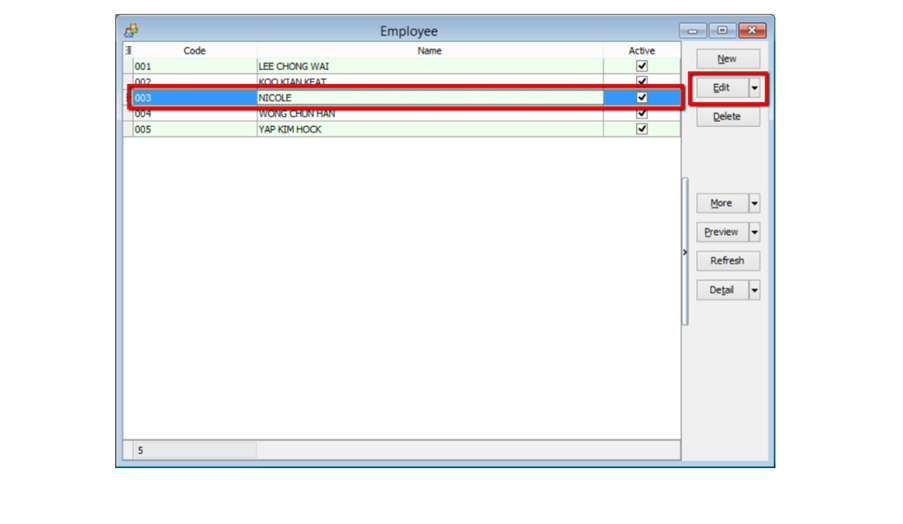 Employee
Code Name Active
001 LEE CHONG WAI
002 KOO KIAN KEAT
003 NICOLE
004 WONG CHUN HAN
005 YAP KIM HOCK
5
New
Edit
Delete
More
Preview
Refresh
Detail